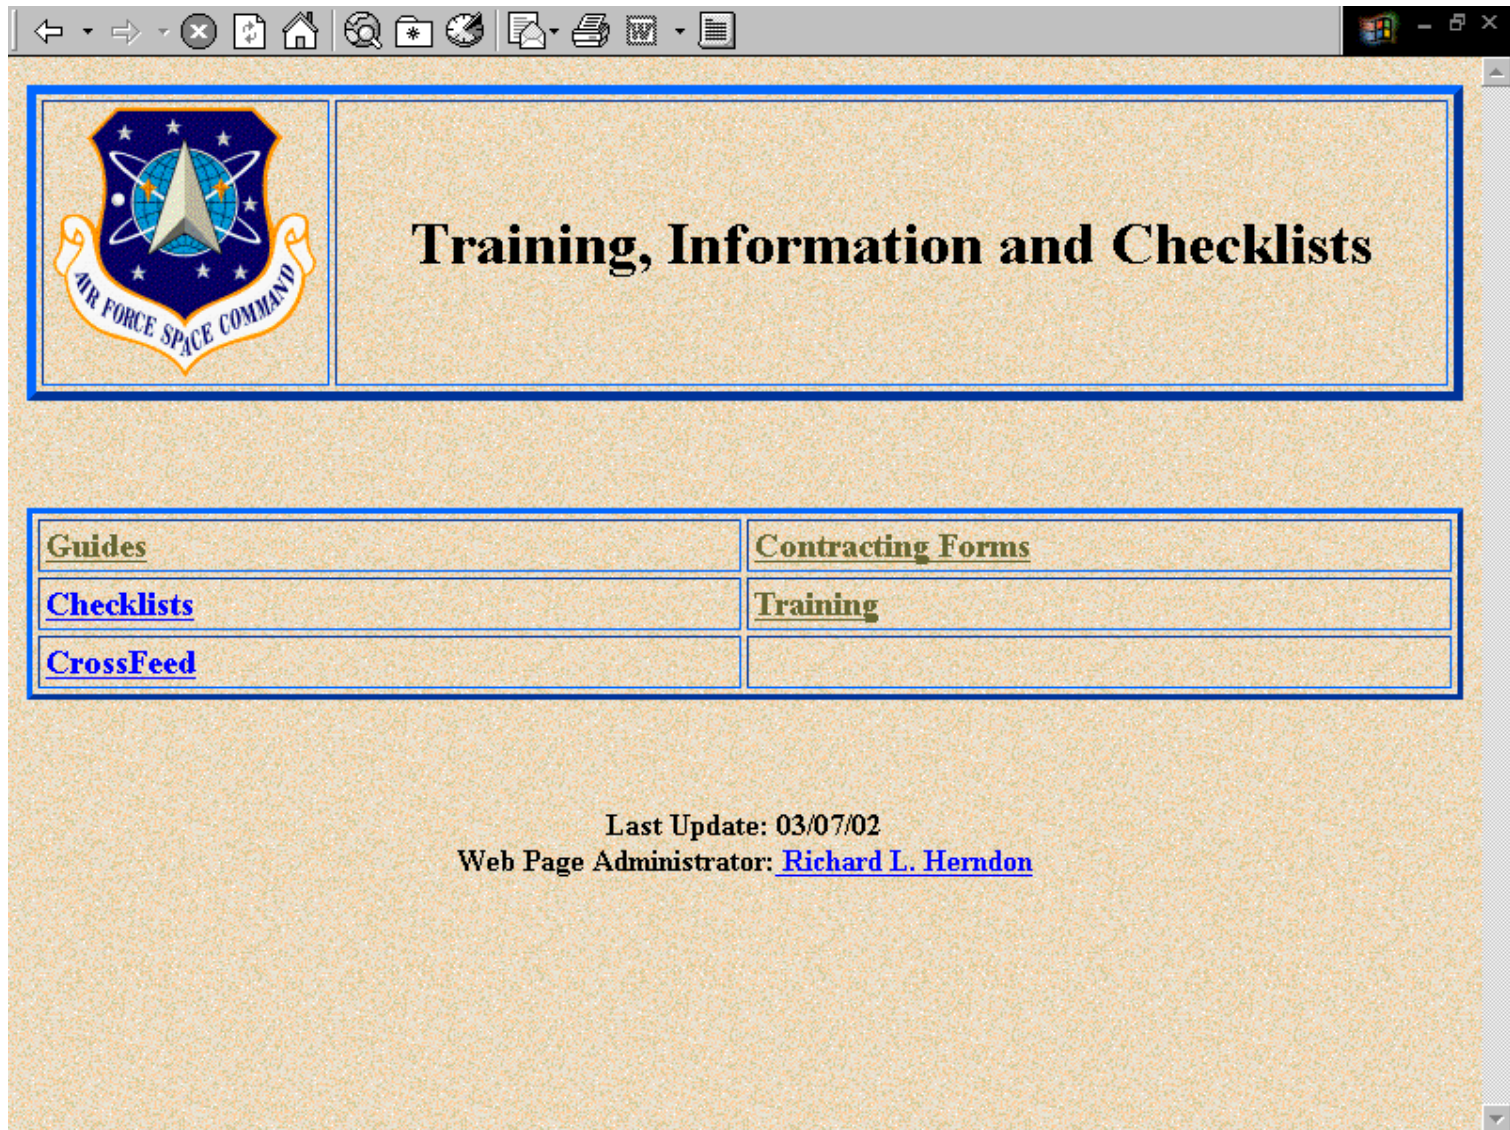 AIR FORCE SPACE COMMAND
Training, Information and Checklists
Guides
Contracting Forms
Checklists
Training
CrossFeed
Last Update: 03/07/02
Web Page Administrator: Richard L. Herndon